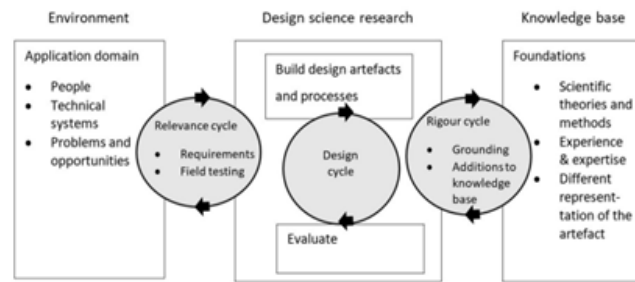 Environment
Design science research
Knowledge base
Application domain
• People
• Technical
systems
• Problems and
opportunities
Relevance cycle
• Requirements
• Field testing
Build design artefacts
and processes
Design
cycle
Evaluate
Rigour cycle
• Grounding
• Additions to
knowledge
base
Foundations
• Scientific
theories and
methods
• Experience
& expertise
• Different
represent-
tation of the
artefact